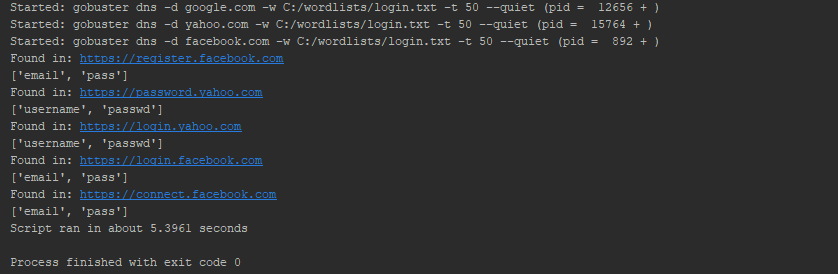 Started: gobuster dns -d google.com -w C:/wordlists/login.txt -t 50 --quiet (pid =  12656 + )
Started: gobuster dns -d yahoo.com -w C:/wordlists/login.txt -t 50 --quiet (pid =  15764 + )
Started: gobuster dns -d facebook.com -w C:/wordlists/login.txt -t 50 --quiet (pid =  892 + )
Found in: https://register.facebook.com
['email', 'pass']
Found in: https://password.yahoo.com
['username', 'passwd']
Found in: https://login.yahoo.com
['username', 'passwd']
Found in: https://login.facebook.com
['email', 'pass']
Found in: https://connect.facebook.com
['email', 'pass']
Script ran in about 5.3961 seconds
Process finished with exit code 0